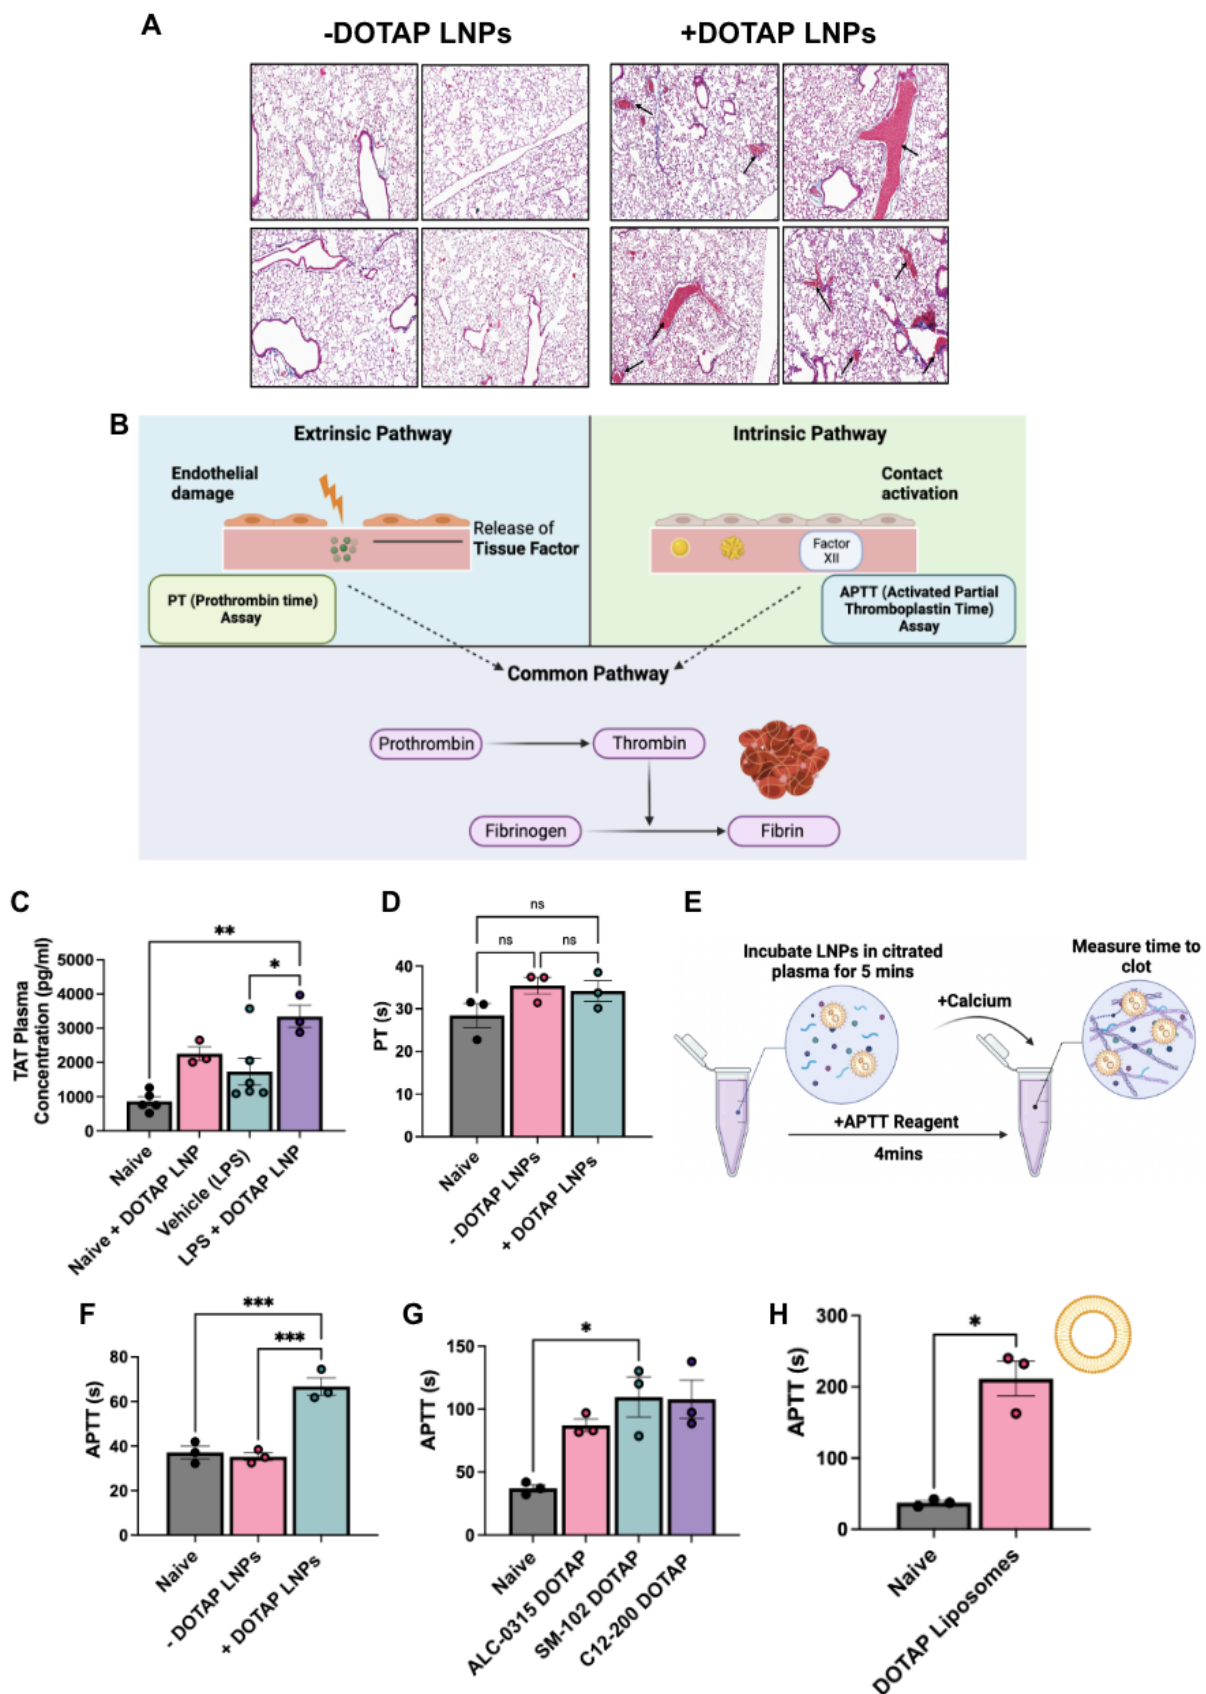 A
-DOTAP LNPs
+DOTAP LNPs
B
Extrinsic Pathway
Intrinsic Pathway
Endothelial
damage
Contact
activation
Release of
Tissue Factor
Factor
XII
PT (Prothrombin time)
Assay
APTT (Activated Partial
Thromboplastin Time)
Assay
Common Pathway
Prothrombin
Thrombin
Fibrinogen
Fibrin
C
**
*
TAT Plasma
Concentration (pg/ml)
5000
4000
3000
2000
1000
0
Naive
Naive + DOTAP LNP
Vehicle (LPS)
LPS + DOTAP LNP
D
ns
ns
ns
PT (s)
40
30
20
10
0
Naive
- DOTAP LNPs
+ DOTAP LNPs
E
Incubate LNPs in citrated
plasma for 5 mins
+Calcium
Measure time to
clot
+APTT Reagent
4mins
F
***
***
APTT (s)
80
60
40
20
0
Naive
- DOTAP LNPs
+ DOTAP LNPs
G
*
APTT (s)
150
100
50
0
Naive
ALC-0315 DOTAP
SM-102 DOTAP
C12-200 DOTAP
H
*
APTT (s)
300
200
100
0
Naive
DOTAP Liposomes